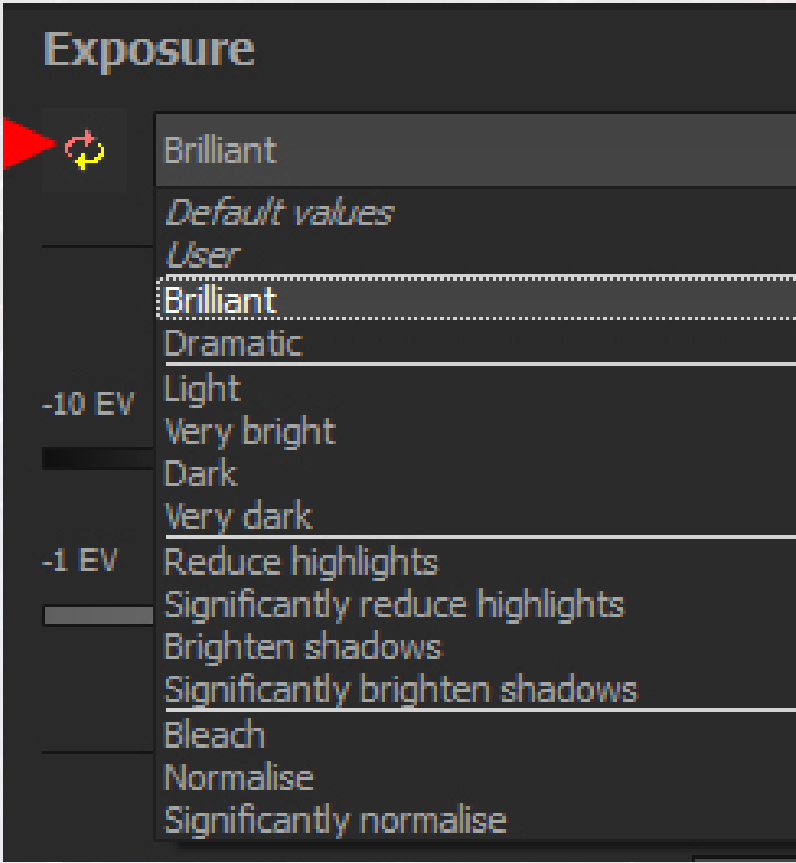 Exposure
Brilliant
Default values
User
Brilliant
Dramatic
Light
-10 EV
Very bright
Dark
Very dark
-1 EV
Reduce highlights
Significantly reduce highlights
Brighten shadows
Significantly brighten shadows
Bleach
Normalise
Significantly normalise